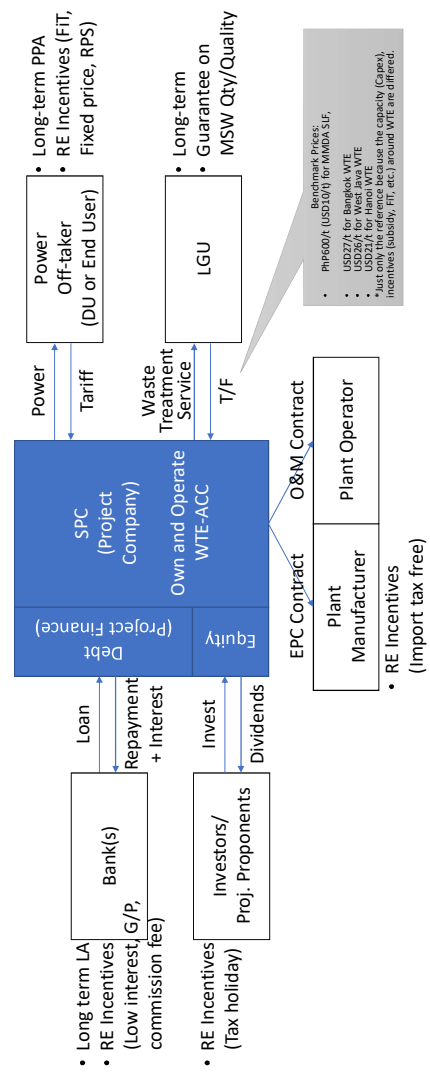 • Long term LA
• RE Incentives
(Low interest, G/P,
commission fee)
Bank(s)
Loan
Repayment
+ Interest
• RE Incentives
(Tax holiday)
Investors/
Proj. Proponents
Invest
Dividends
Debt
(Project Finance)
Equity
SPC
(Project
Company)
Own and Operate
WTE-ACC
Power
Tariff
Power
Off-taker
(DU or End User)
• Long-term PPA
• RE Incentives (FiT,
Fixed price, RPS)
Waste
Treatment
Service
T/F
LGU
• Long-term
• Guarantee on
MSW Qty/Quality
EPC Contract
O&M Contract
Plant
Manufacturer
Plant Operator
• RE Incentives
(Import tax free)
Benchmark Prices:
• PhP600/t (USD10/t) for MMDA SLF,
• USD27/t for Bangkok WTE
• USD26/t for West Java WTE
• USD21/t for Hanoi WTE
*Just only the reference because the capacity (Capex),
incentives (subsidy, FiT, etc.) around WTE are differed.